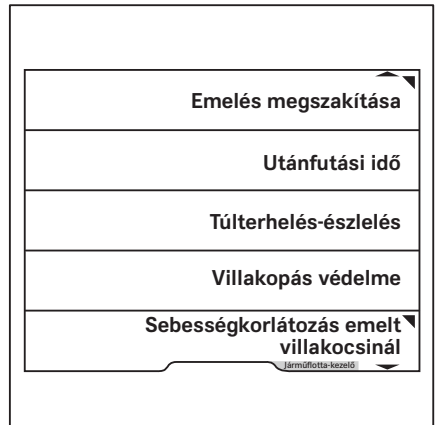 Emelés megszakítása
Utánfutási idő
Túlterhelés-észlelés
Villakopás védelme
Sebességkorlátozás emelt
villakocsinál
Járműflotta-kezelő